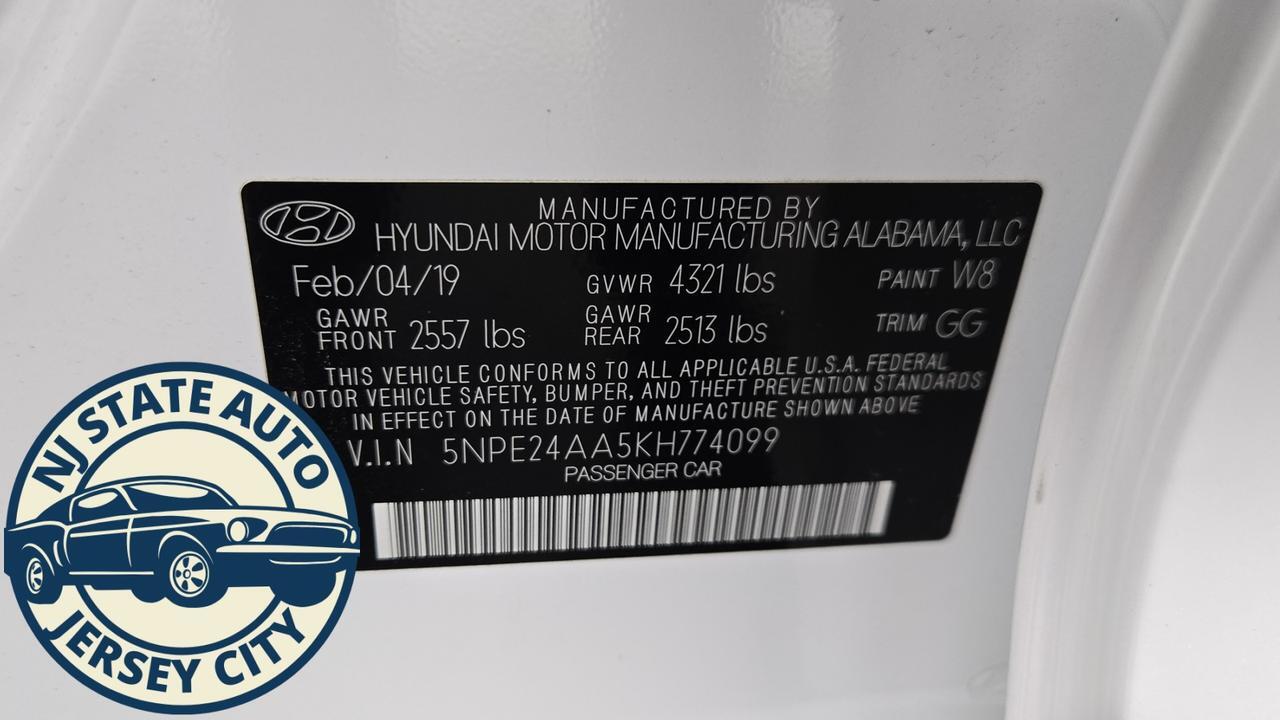 MANUFACTURED BY
HYUNDAI MOTOR MANUFACTURING ALABAMA, LLC
Feb/04/19 GVWR 4321 lbs PAINT W8
GAWR FRONT 2557 lbs GAWR REAR 2513 lbs TRIM GG
THIS VEHICLE CONFORMS TO ALL APPLICABLE U.S.A. FEDERAL
MOTOR VEHICLE SAFETY, BUMPER, AND THEFT PREVENTION STANDARDS
IN EFFECT ON THE DATE OF MANUFACTURE SHOWN ABOVE
V.I.N 5NPE24AA5KH774099
PASSENGER CAR
NJ STATE AUTO
JERSEY CITY